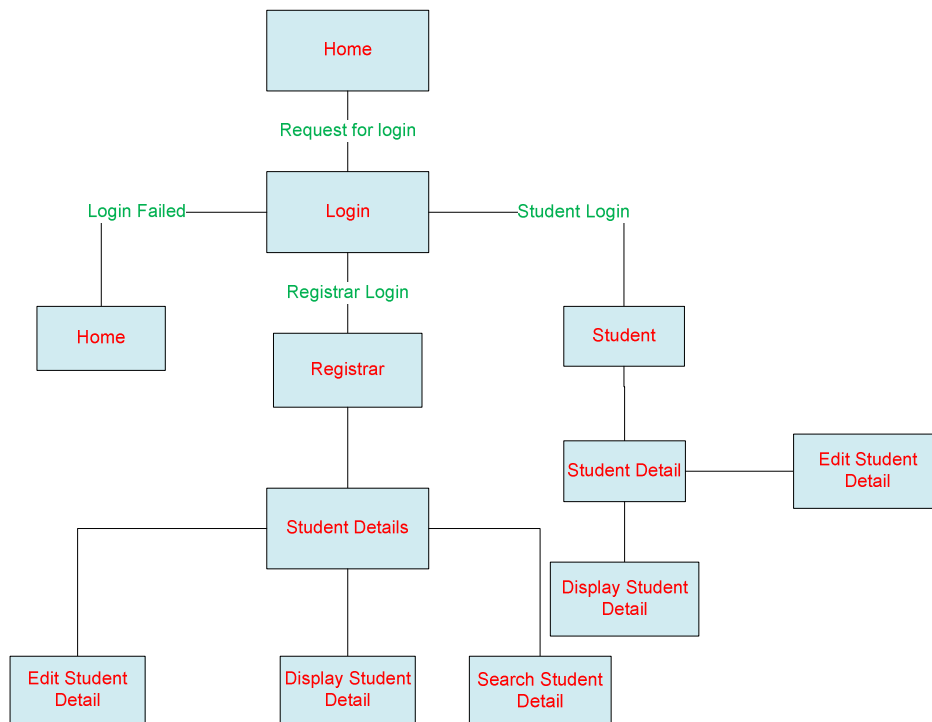 Home
Request for login
Login Failed
Login
Student Login
Registrar Login
Home
Student
Registrar
Student Detail
Edit Student
Detail
Student Details
Display Student
Detail
Edit Student
Detail
Display Student
Detail
Search Student
Detail